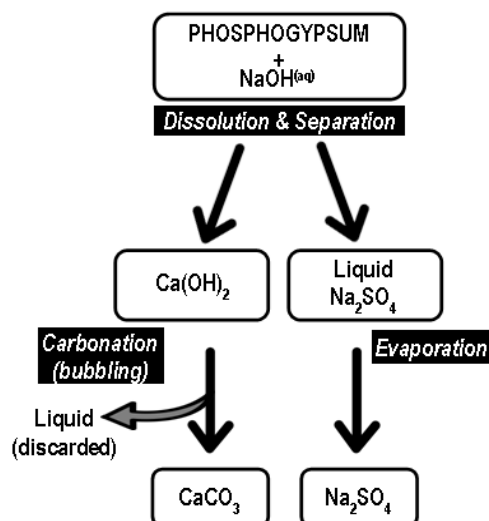 PHOSPHOGYPSUM
+
NaOH(aq)
Dissolution & Separation
Ca(OH)₂
Liquid
Na₂SO₄
Carbonation
(bubbling)
Evaporation
Liquid
(discarded)
CaCO₃
Na₂SO₄